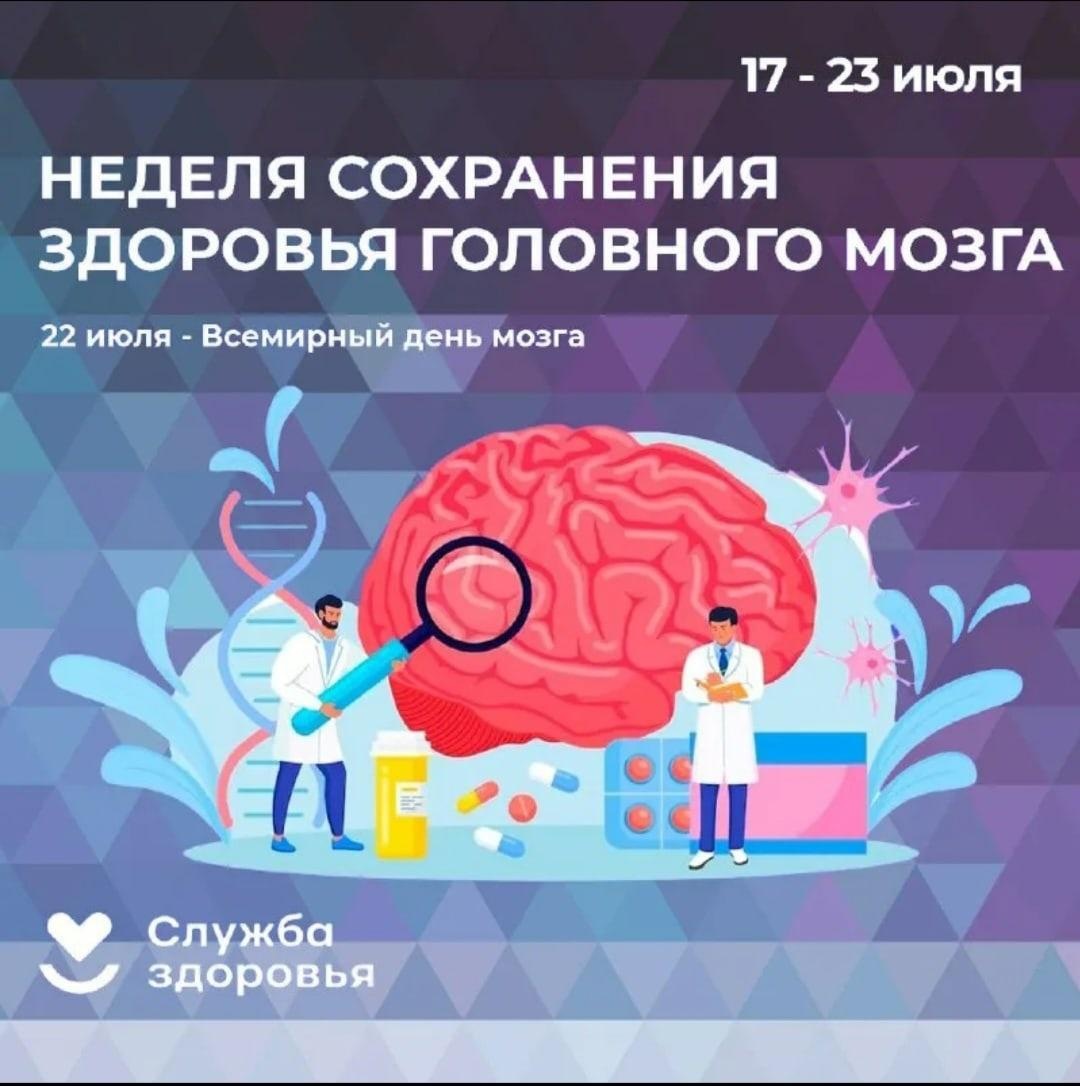 17 - 23 июля
НЕДЕЛЯ СОХРАНЕНИЯ
ЗДОРОВЬЯ ГОЛОВНОГО МОЗГА
22 июля - Всемирный день мозга
Служба
здоровья